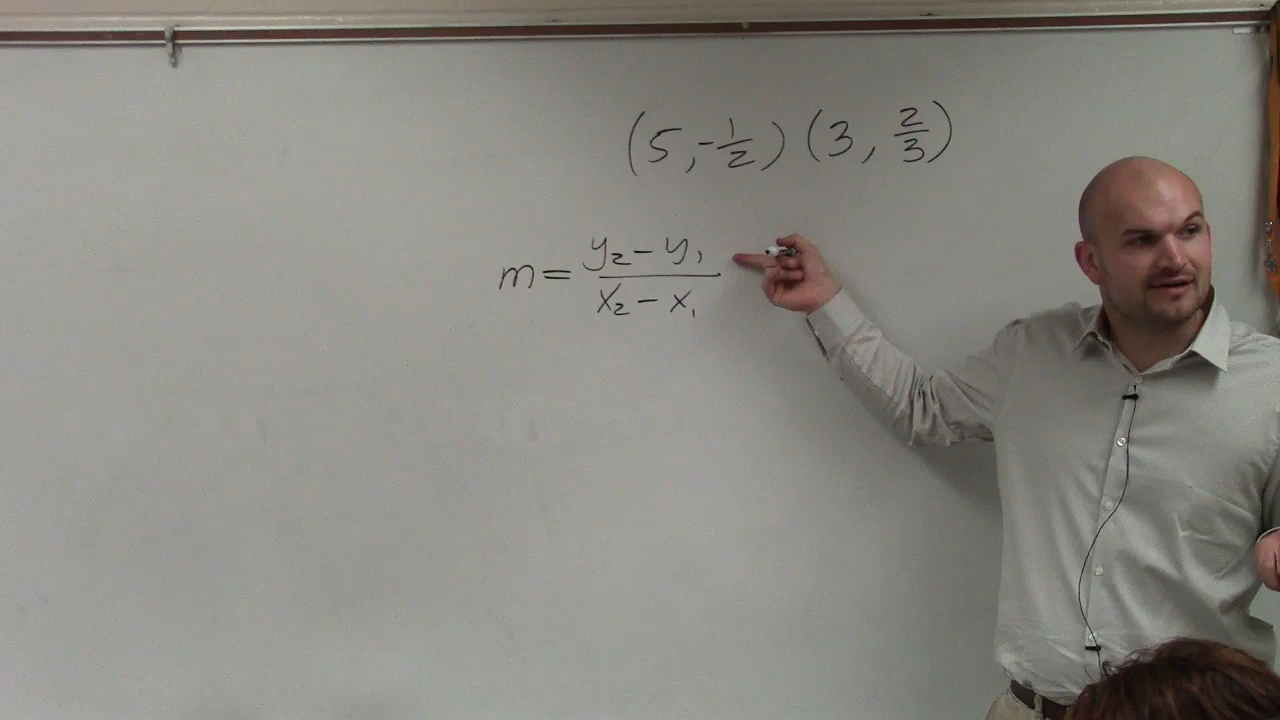 (5, -1/2) (3, 2/3)
m = (y₂ - y₁)/(x₂ - x₁)